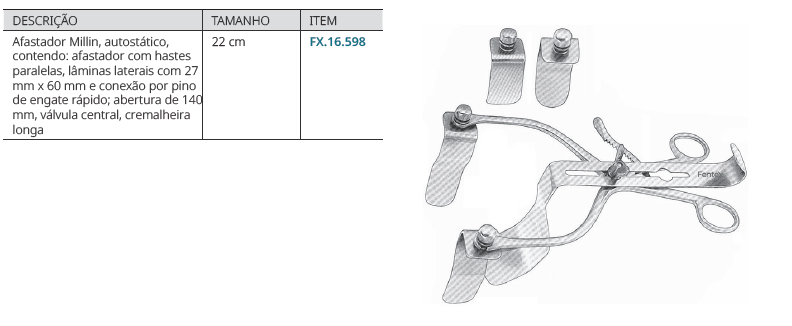 DESCRIÇÃO TAMANHO ITEM
Afastador Millin, autostático, 22 cm FX.16.598
contendo: afastador com hastes
paralelas, lâminas laterais com 27
mm x 60 mm e conexão por pino
de engate rápido; abertura de 140
mm, válvula central, cremalheira
longa